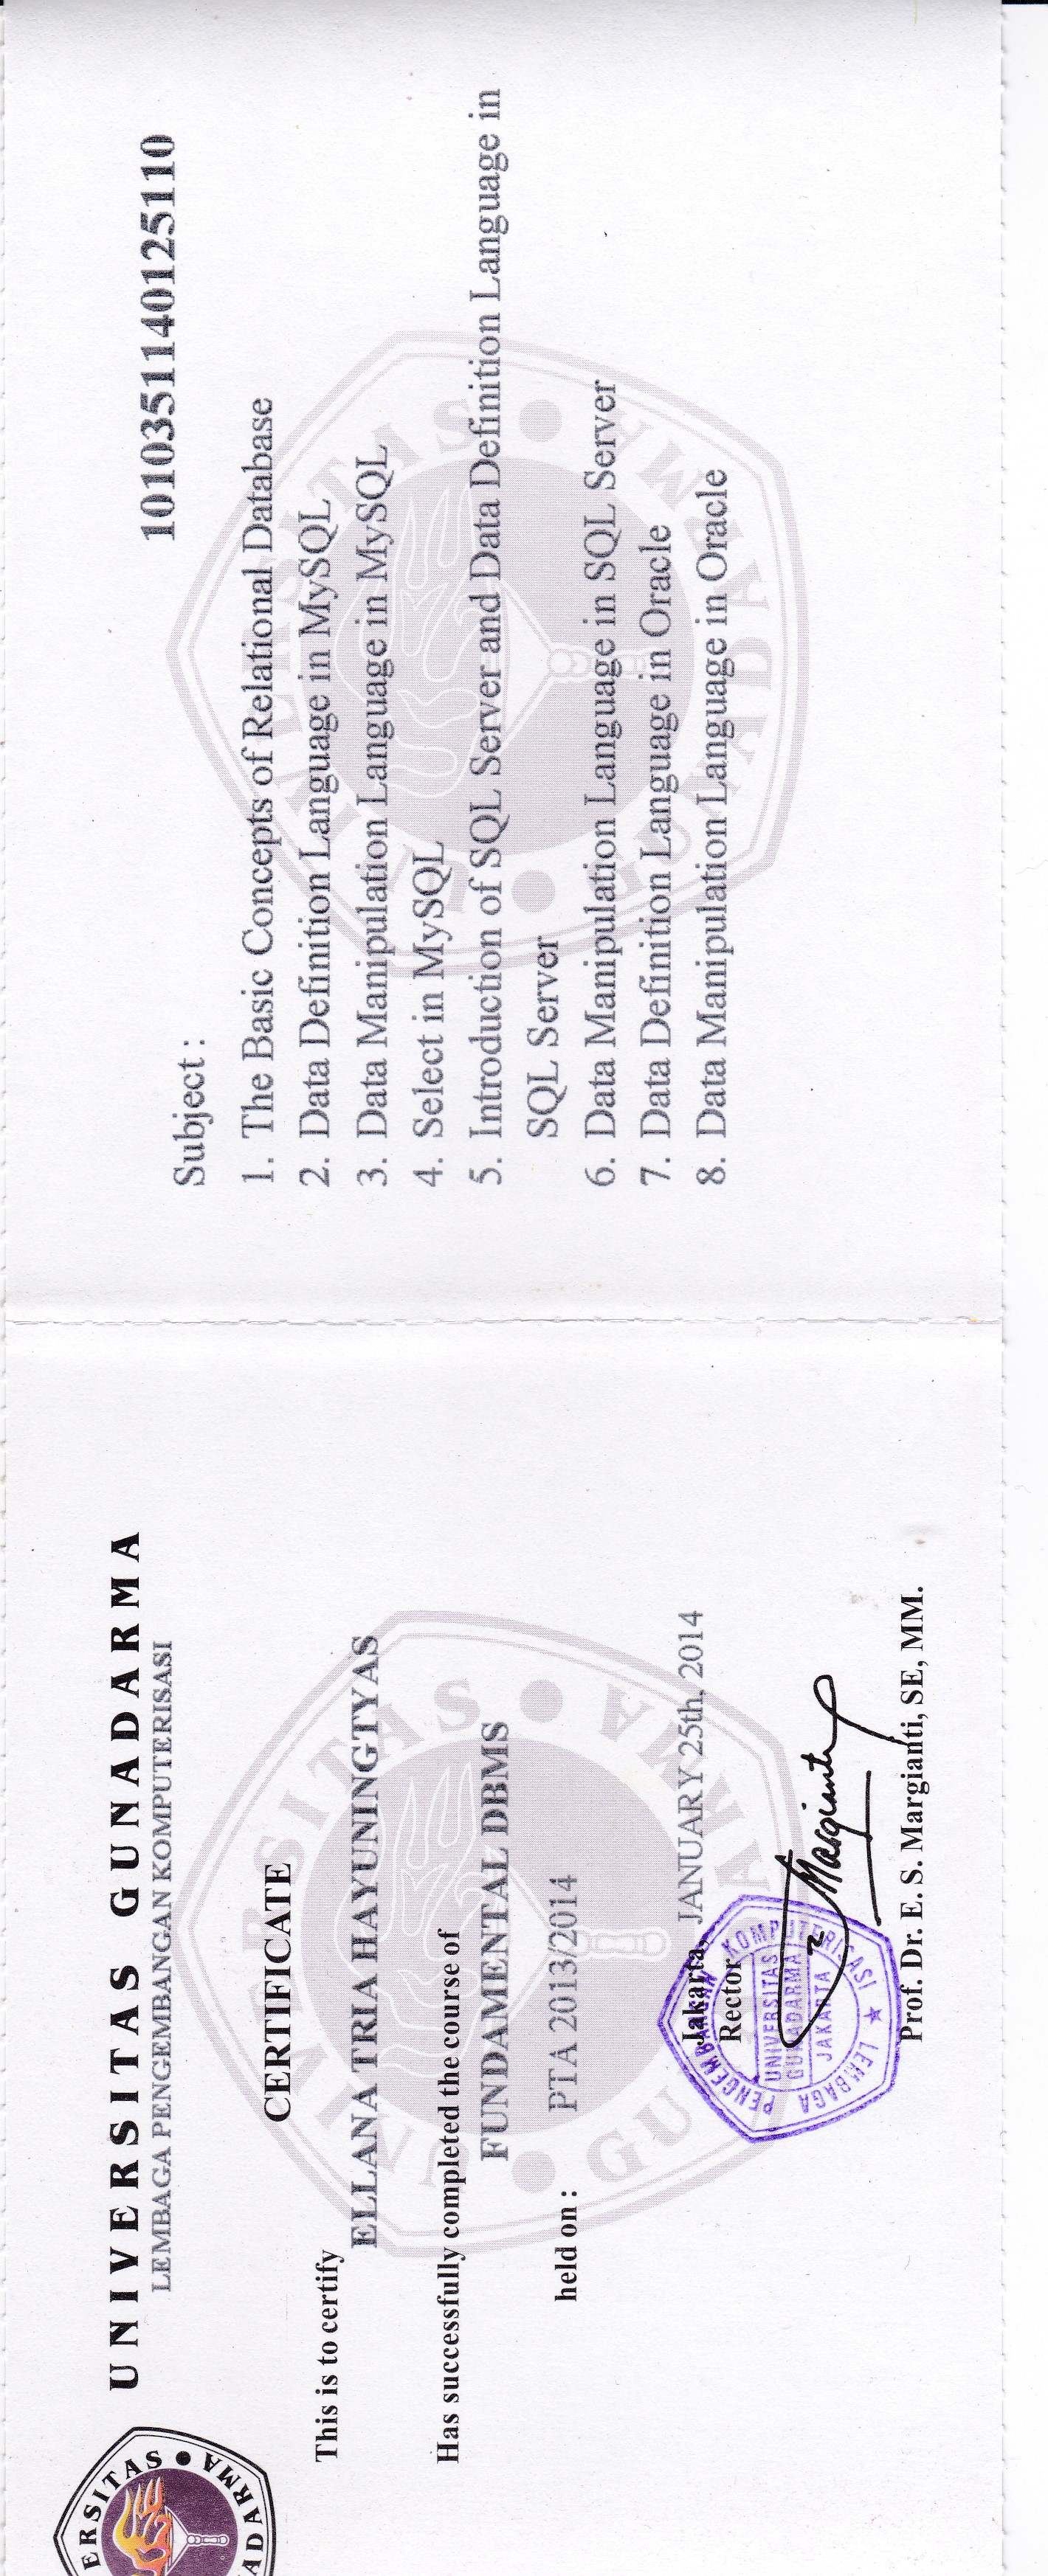 UNIVERSITAS GUNADARMA
LEMBAGA PENGEMBANGAN KOMPUTERISASI
CERTIFICATE
This is to certify
ELLANA TRIA HAYUNINGTYAS
Has successfully completed the course of
FUNDAMENTAL DBMS
held on : PTA 2013/2014
Jakarta, JANUARY 25th, 2014
Rector
LEMBAGA PENGEMBANGAN KOMPUTERISASI
UNIVERSITAS
GUNADARMA
JAKARTA
Margianti
Prof. Dr. E. S. Margianti, SE, MM.
10103511140125110
Subject :
1. The Basic Concepts of Relational Database
2. Data Definition Language in MySQL
3. Data Manipulation Language in MySQL
4. Select in MySQL
5. Introduction of SQL Server and Data Definition Language in
SQL Server
6. Data Manipulation Language in SQL Server
7. Data Definition Language in Oracle
8. Data Manipulation Language in Oracle
UNIVERSITAS GUNADARMA